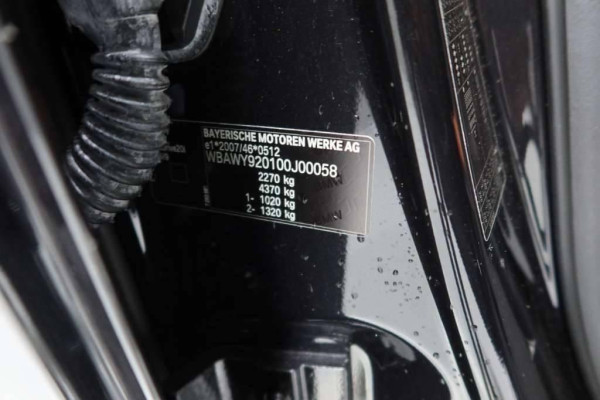 BAYERISCHE MOTOREN WERKE AG
e1*2007/46*0512
WBAWY920100J00058
2270 kg
4370 kg
1- 1020 kg
2- 1320 kg